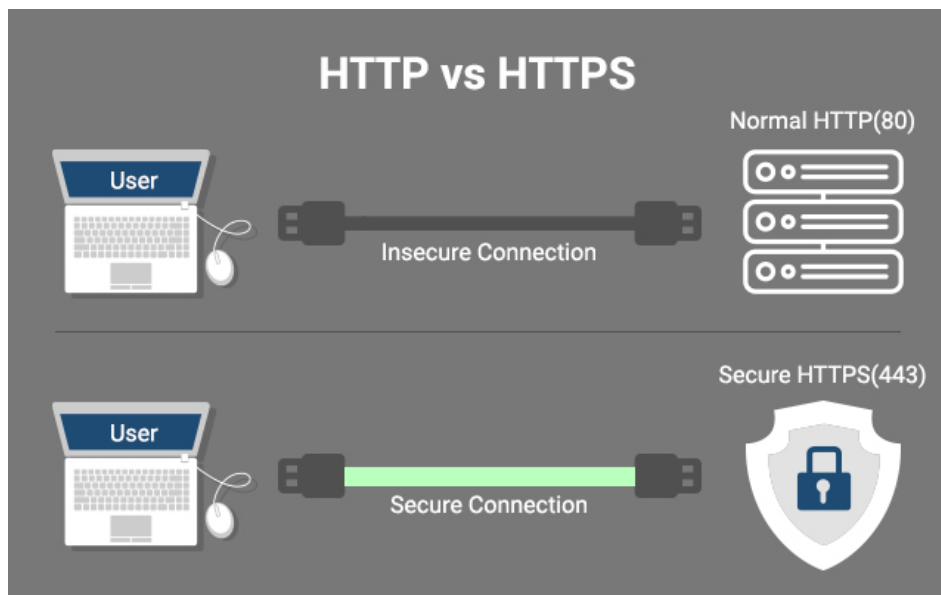 HTTP vs HTTPS
Normal HTTP(80)
User
Insecure Connection
Secure HTTPS(443)
User
Secure Connection